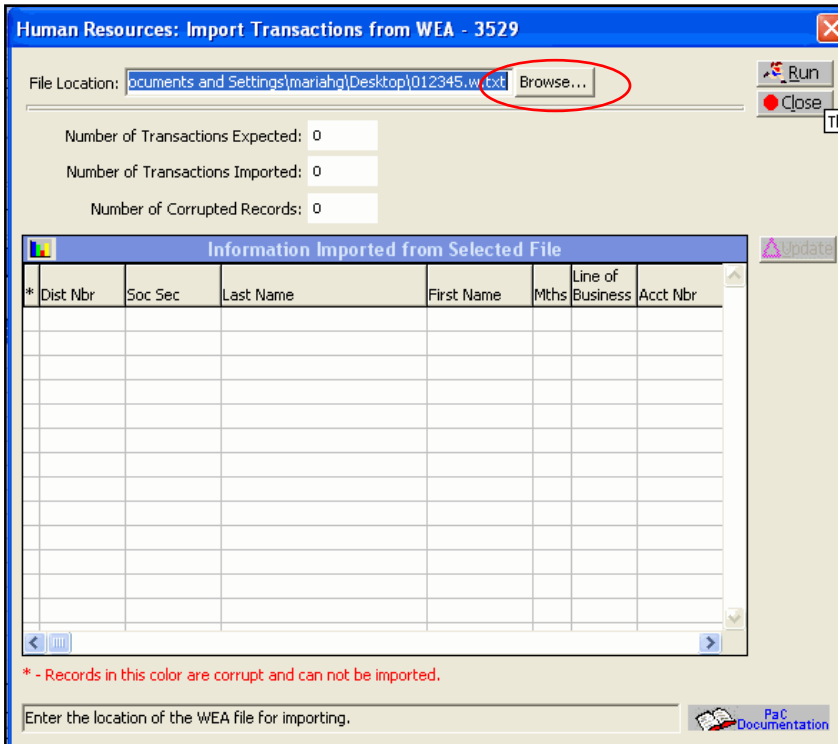 Human Resources: Import Transactions from WEA - 3529
File Location: ocuments and Settings\mariahg\Desktop\012345.w.txt Browse...
Run
Close
Number of Transactions Expected: 0
Number of Transactions Imported: 0
Number of Corrupted Records: 0
Information Imported from Selected File
Update
* Dist Nbr Soc Sec Last Name First Name Mths Line of Business Acct Nbr
* - Records in this color are corrupt and can not be imported.
Enter the location of the WEA file for importing.
PaC
Documentation